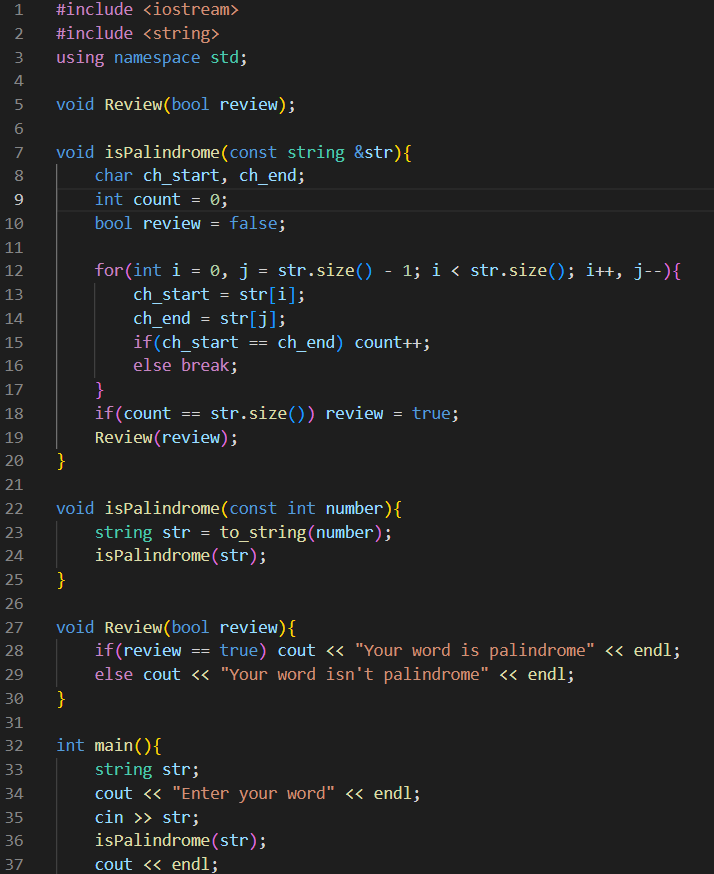 1 #include <iostream>
2 #include <string>
3 using namespace std;
4
5 void Review(bool review);
6
7 void isPalindrome(const string &str){
8     char ch_start, ch_end;
9     int count = 0;
10     bool review = false;
11
12     for(int i = 0, j = str.size() - 1; i < str.size(); i++, j--){
13         ch_start = str[i];
14         ch_end = str[j];
15         if(ch_start == ch_end) count++;
16         else break;
17     }
18     if(count == str.size()) review = true;
19     Review(review);
20 }
21
22 void isPalindrome(const int number){
23     string str = to_string(number);
24     isPalindrome(str);
25 }
26
27 void Review(bool review){
28     if(review == true) cout << "Your word is palindrome" << endl;
29     else cout << "Your word isn't palindrome" << endl;
30 }
31
32 int main(){
33     string str;
34     cout << "Enter your word" << endl;
35     cin >> str;
36     isPalindrome(str);
37     cout << endl;